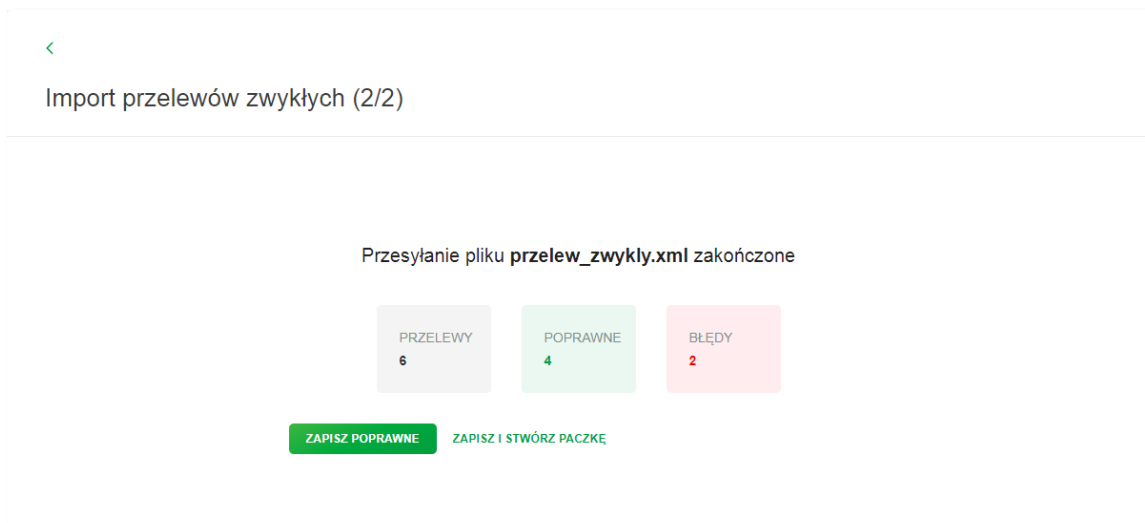 Import przelewów zwykłych (2/2)
Przesyłanie pliku przelew_zwykly.xml zakończone
PRZELEWY
6
POPRAWNE
4
BŁĘDY
2
ZAPISZ POPRAWNE
ZAPISZ I STWÓRZ PACZKĘ